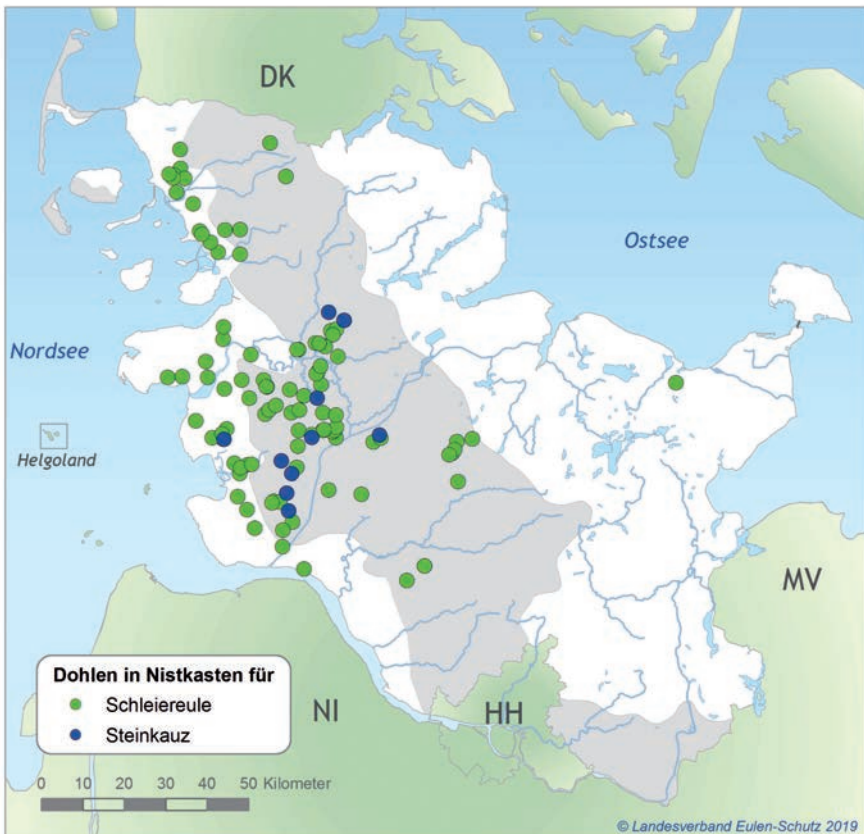 DK
Ostsee
Nordsee
Helgoland
MV
Dohlen in Nistkasten für
Schleiereule
Steinkauz
NI
HH
0 10 20 30 40 50 Kilometer
© Landesverband Eulen-Schutz 2019